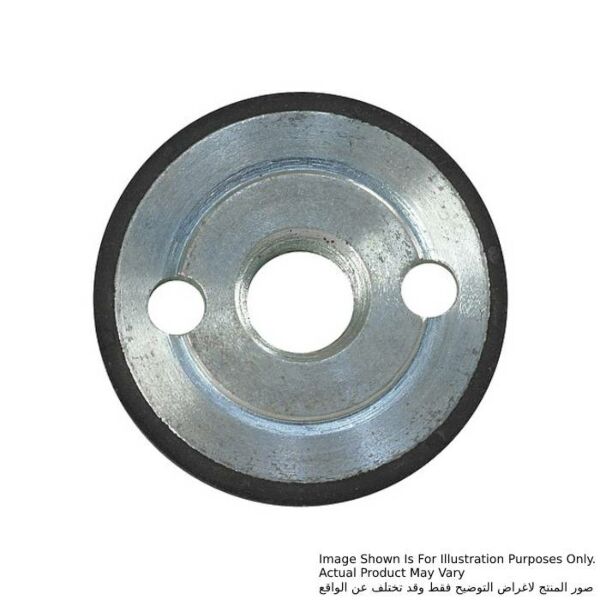 Image Shown Is For Illustration Purposes Only.
Actual Product May Vary
صور المنتج لاغراض التوضيح فقط وقد تختلف عن الواقع